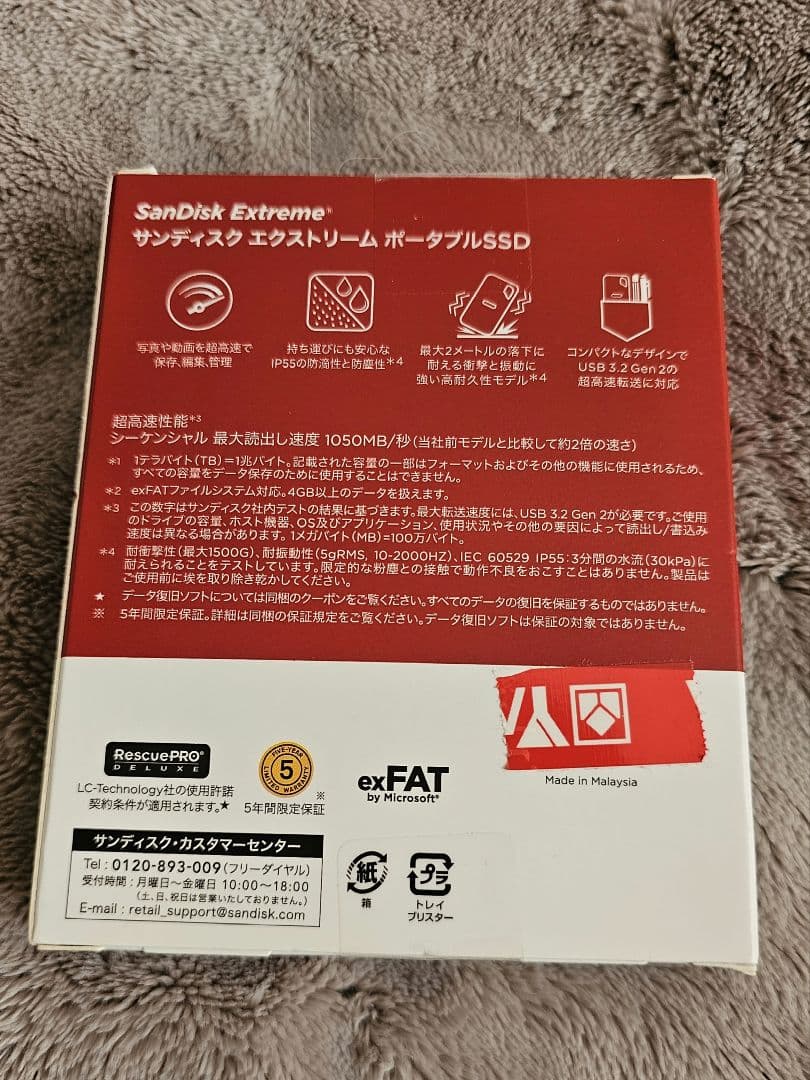 SanDisk Extreme™
サンディスク エクストリーム ポータブルSSD
写真や動画を超高速で
保存、編集、管理
持ち運びにも安心な
IP55の防滴性と防塵性*4
最大2メートルの落下に
耐える衝撃と振動に
強い高耐久性モデル*4
コンパクトなデザインで
USB 3.2 Gen 2の
超高速転送に対応
超高速性能*3
シーケンシャル 最大読出し速度 1050MB/秒(当社前モデルと比較して約2倍の速さ)
*1 1テラバイト(TB)=1兆バイト。記載された容量の一部はフォーマットおよびその他の機能に使用されるため、
すべての容量をデータ保存のために使用することはできません。
*2 exFATファイルシステム対応。4GB以上のデータを扱えます。
*3 この数字はサンディスク社内テストの結果に基づきます。最大転送速度には、USB 3.2 Gen 2が必要です。ご使用
のドライブの容量、ホスト機器、OS及びアプリケーション、使用状況やその他の要因によって読出し/書込み
速度は異なる場合があります。1メガバイト(MB)=100万バイト。
*4 耐衝撃性(最大1500G)、耐振動性(5gRMS, 10-2000HZ)、IEC 60529 IP55:3分間の水流(30kPa)に
耐えられることをテストしています。限定的な粉塵との接触で動作不良をおこすことはありません。製品は
ご使用前に埃を取り除き乾かしてください。
★ データ復旧ソフトについては同梱のクーポンをご覧ください。すべてのデータの復旧を保証するものではありません。
※ 5年間限定保証。詳細は同梱の保証規定をご覧ください。データ復旧ソフトは保証の対象ではありません。
RescuePRO®
DELUXE
LC-Technology社の使用許諾
契約条件が適用されます。★
FIVE-YEAR
5
LIMITED WARRANTY
※
5年間限定保証
exFAT
by Microsoft®
Made in Malaysia
サンディスク・カスタマーセンター
Tel : 0120-893-009(フリーダイヤル)
受付時間 : 月曜日〜金曜日 10:00〜18:00
(土、日、祝日は営業いたしておりません。)
E-mail : retail_support@sandisk.com
紙
箱
プラ
トレイ
ブリスター